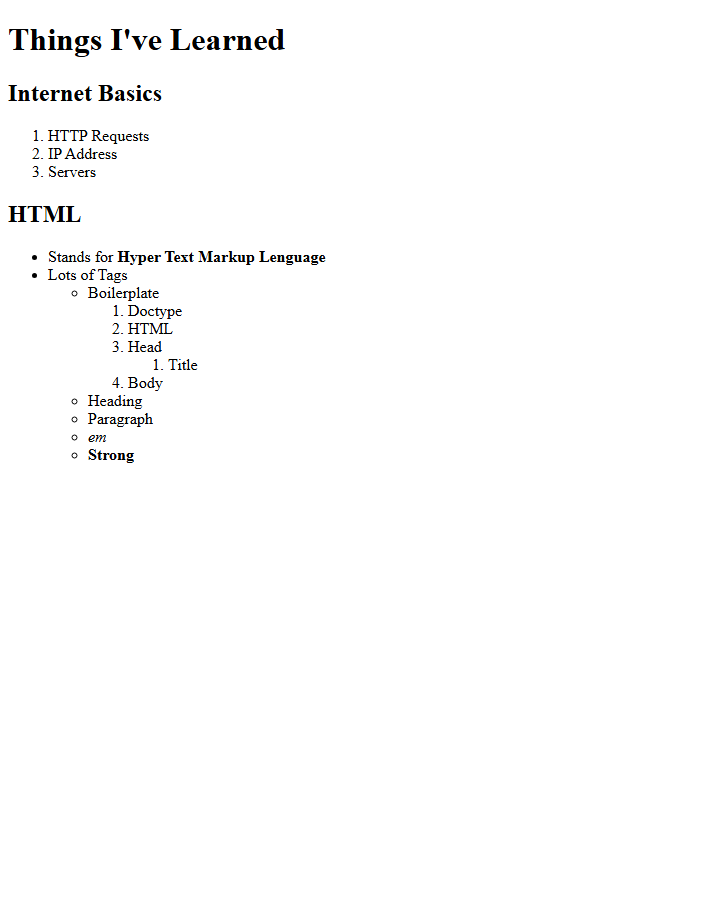 Things I've Learned
Internet Basics
1. HTTP Requests
2. IP Address
3. Servers
HTML
• Stands for Hyper Text Markup Lenguage
• Lots of Tags
◦ Boilerplate
1. Doctype
2. HTML
3. Head
1. Title
4. Body
◦ Heading
◦ Paragraph
◦ em
◦ Strong